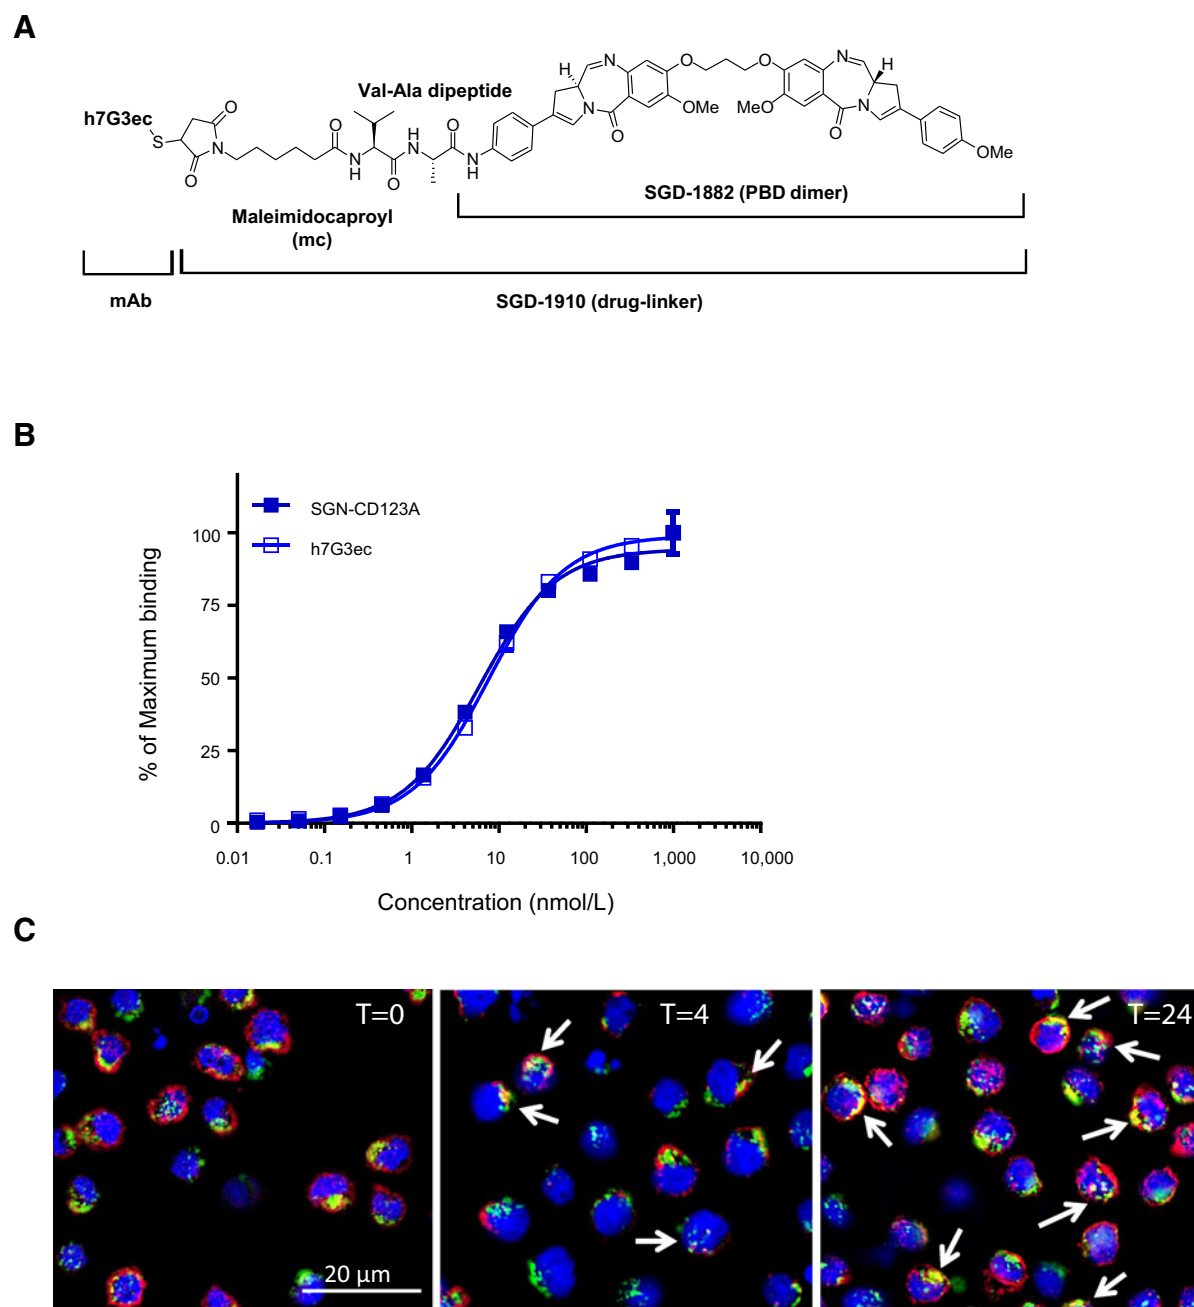 A
Val-Ala dipeptide
h7G3ec
S
O
O
N
O
N
H
O
H
N
O
N
H
H
N
N
O
O
OMe
O
MeO
N
H
O
N
OMe
SGD-1882 (PBD dimer)
Maleimidocaproyl
(mc)
mAb
SGD-1910 (drug-linker)
B
SGN-CD123A
h7G3ec
% of Maximum binding
100
75
50
25
0
0.01 0.1 1 10 100 1,000 10,000
Concentration (nmol/L)
C
T=0 T=4 T=24
20 µm